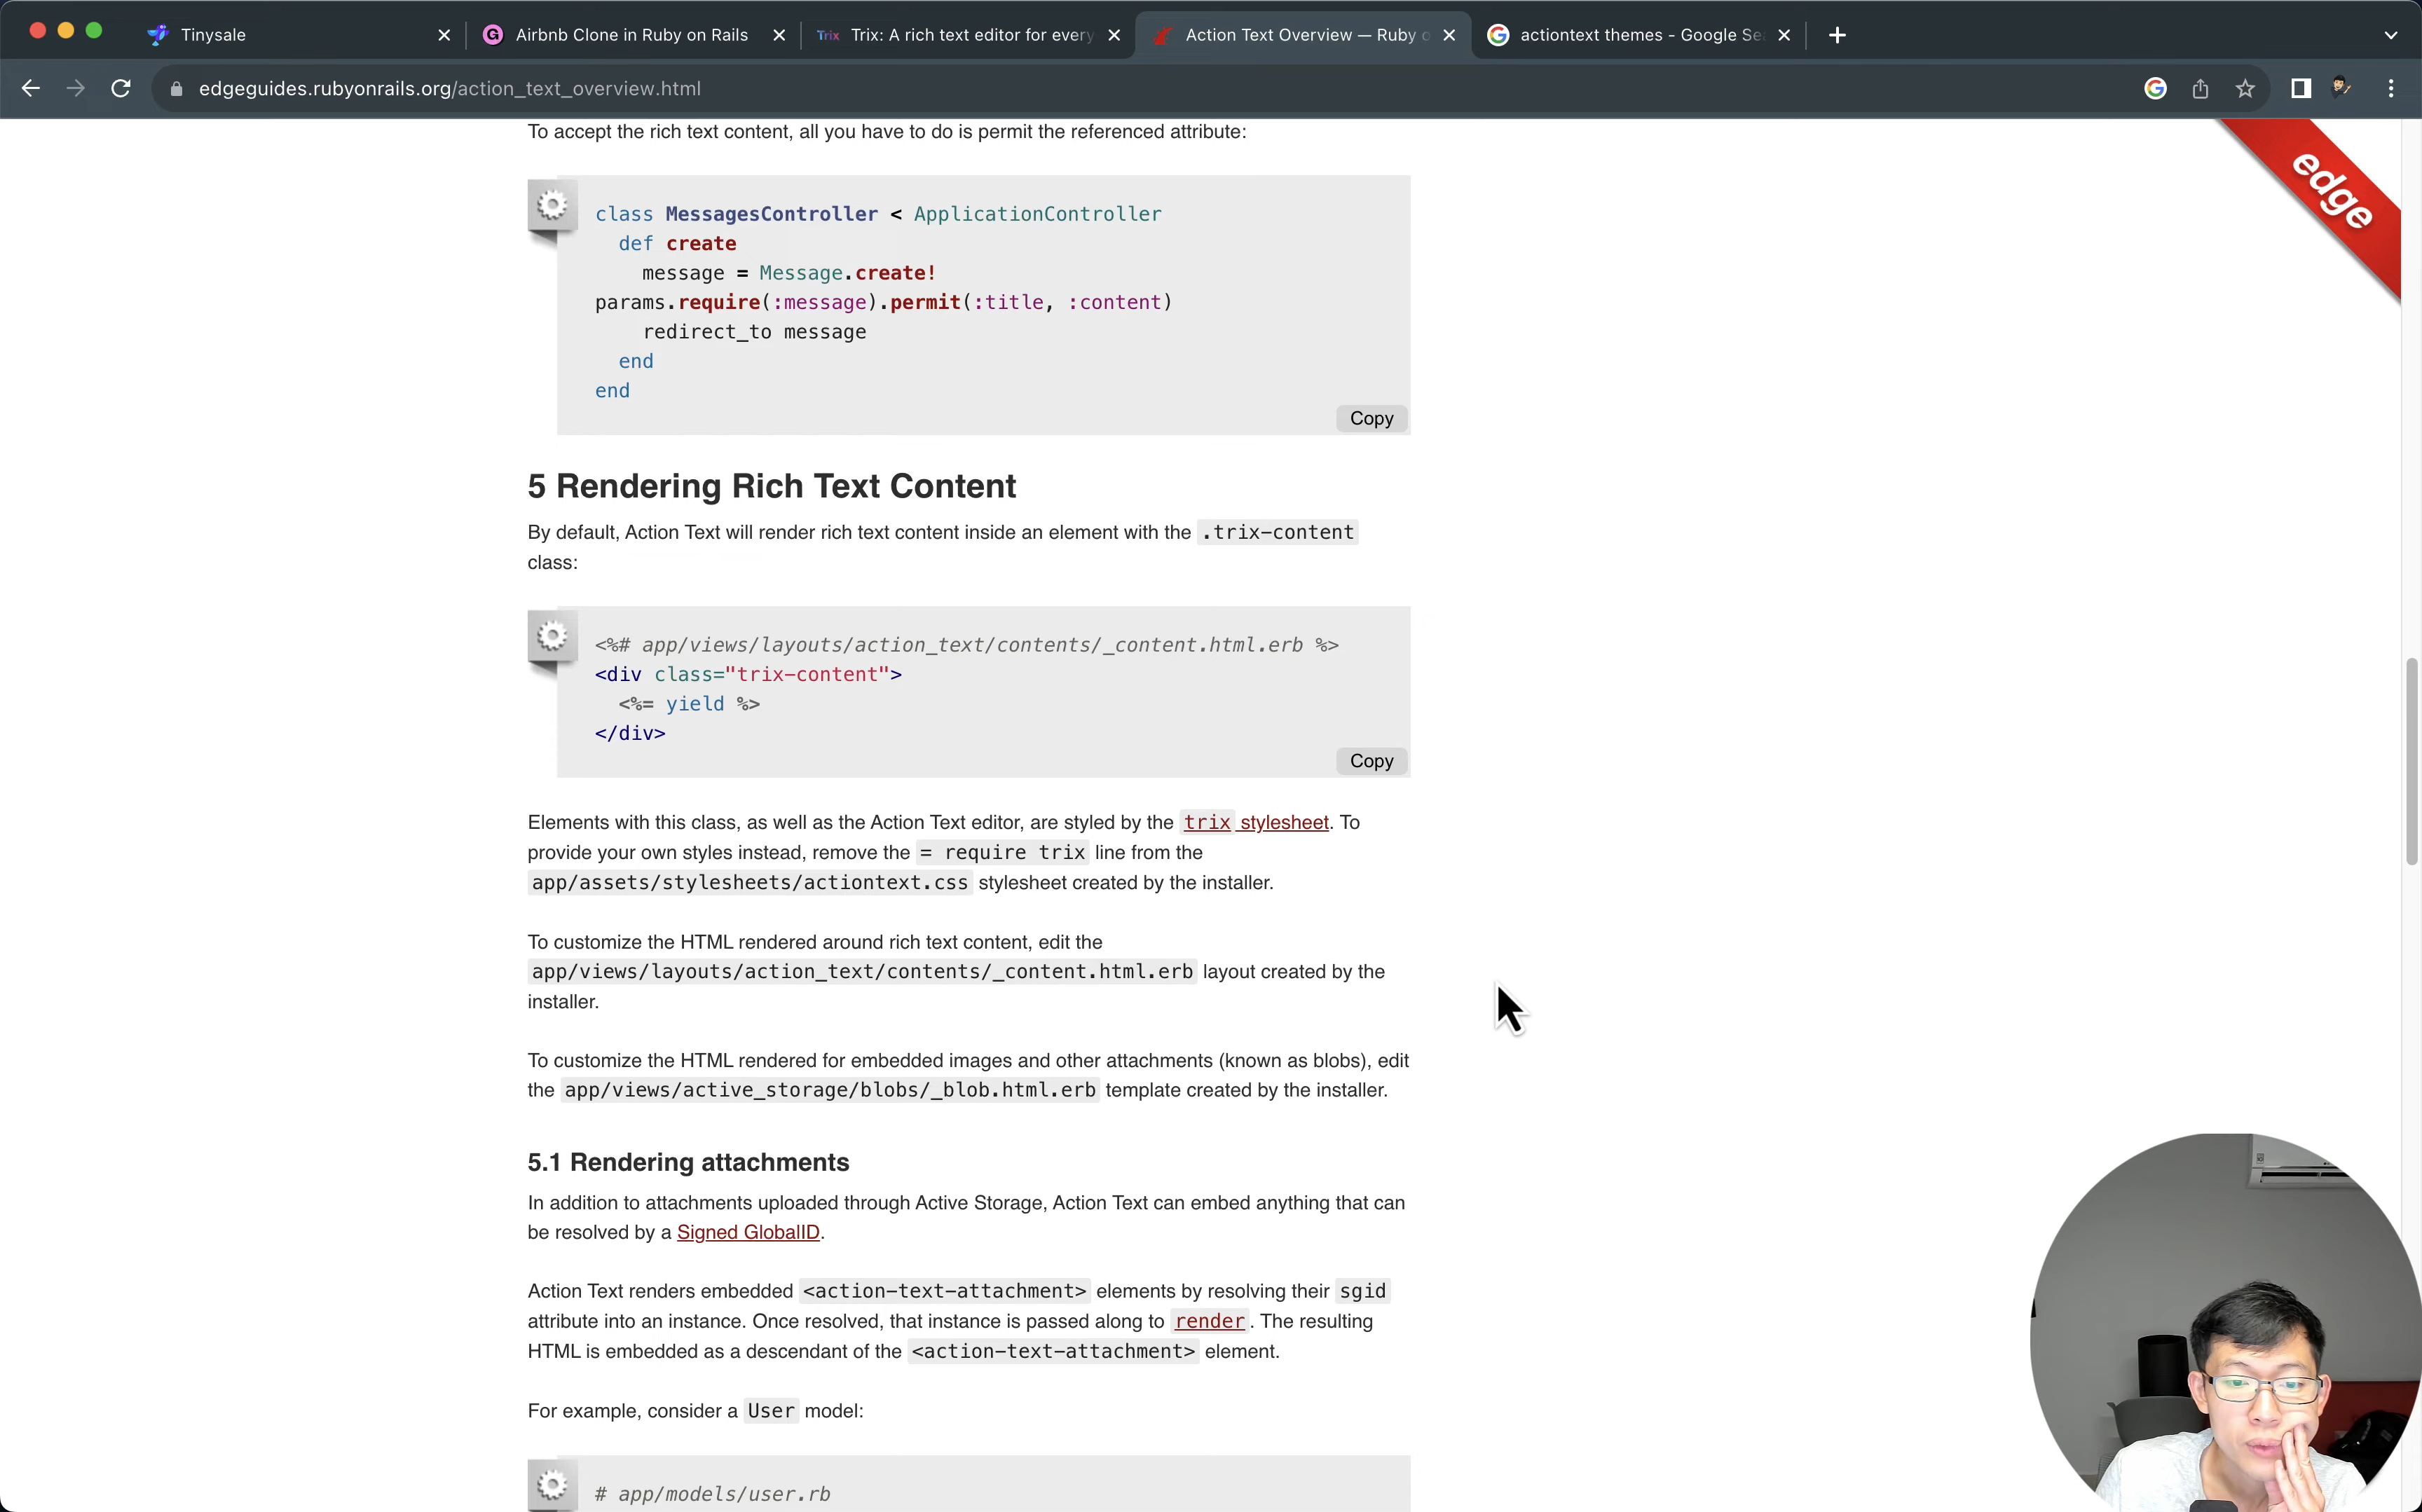 Tinysale
Airbnb Clone in Ruby on Rails
Trix
Trix: A rich text editor for every
Action Text Overview — Ruby o
actiontext themes - Google Se
edgeguides.rubyonrails.org/action_text_overview.html
edge
To accept the rich text content, all you have to do is permit the referenced attribute:
class MessagesController < ApplicationController
def create
message = Message.create!
params.require(:message).permit(:title, :content)
redirect_to message
end
end
Copy
5 Rendering Rich Text Content
By default, Action Text will render rich text content inside an element with the .trix-content
class:
<%# app/views/layouts/action_text/contents/_content.html.erb %>
<div class="trix-content">
<%= yield %>
</div>
Copy
Elements with this class, as well as the Action Text editor, are styled by the trix stylesheet. To
provide your own styles instead, remove the = require trix line from the
app/assets/stylesheets/actiontext.css stylesheet created by the installer.
To customize the HTML rendered around rich text content, edit the
app/views/layouts/action_text/contents/_content.html.erb layout created by the
installer.
To customize the HTML rendered for embedded images and other attachments (known as blobs), edit
the app/views/active_storage/blobs/_blob.html.erb template created by the installer.
5.1 Rendering attachments
In addition to attachments uploaded through Active Storage, Action Text can embed anything that can
be resolved by a Signed GlobalID.
Action Text renders embedded <action-text-attachment> elements by resolving their sgid
attribute into an instance. Once resolved, that instance is passed along to render. The resulting
HTML is embedded as a descendant of the <action-text-attachment> element.
For example, consider a User model:
# app/models/user.rb